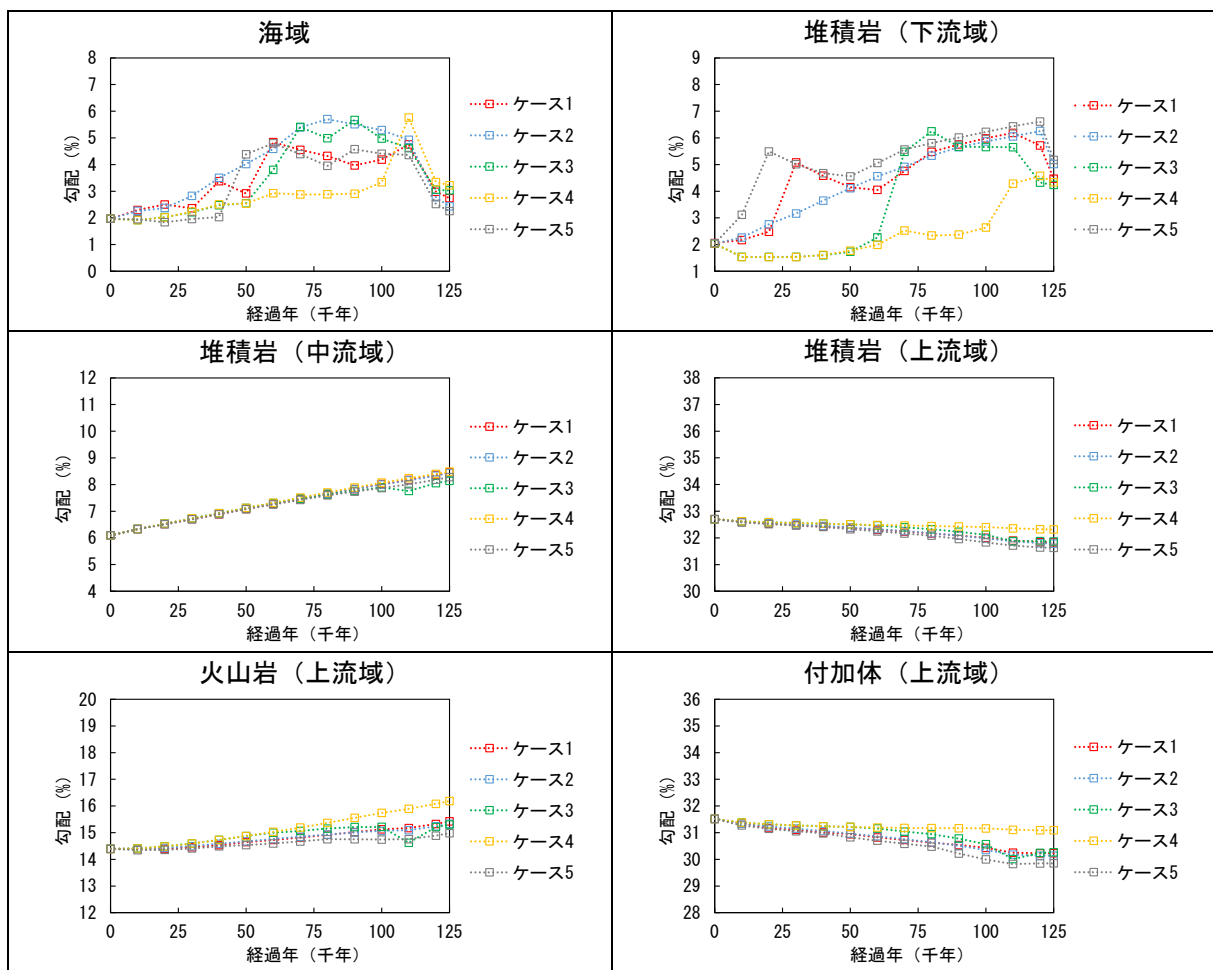 海域
8
7
6
5
4
3
2
1
0
勾配 (%)
0 25 50 75 100 125
経過年（千年）
ケース1
ケース2
ケース3
ケース4
ケース5
堆積岩（下流域）
9
8
7
6
5
4
3
2
1
勾配 (%)
0 25 50 75 100 125
経過年（千年）
ケース1
ケース2
ケース3
ケース4
ケース5
堆積岩（中流域）
12
11
10
9
8
7
6
5
4
勾配 (%)
0 25 50 75 100 125
経過年（千年）
ケース1
ケース2
ケース3
ケース4
ケース5
堆積岩（上流域）
38
37
36
35
34
33
32
31
30
勾配 (%)
0 25 50 75 100 125
経過年（千年）
ケース1
ケース2
ケース3
ケース4
ケース5
火山岩（上流域）
20
19
18
17
16
15
14
13
12
勾配 (%)
0 25 50 75 100 125
経過年（千年）
ケース1
ケース2
ケース3
ケース4
ケース5
付加体（上流域）
36
35
34
33
32
31
30
29
28
勾配 (%)
0 25 50 75 100 125
経過年（千年）
ケース1
ケース2
ケース3
ケース4
ケース5